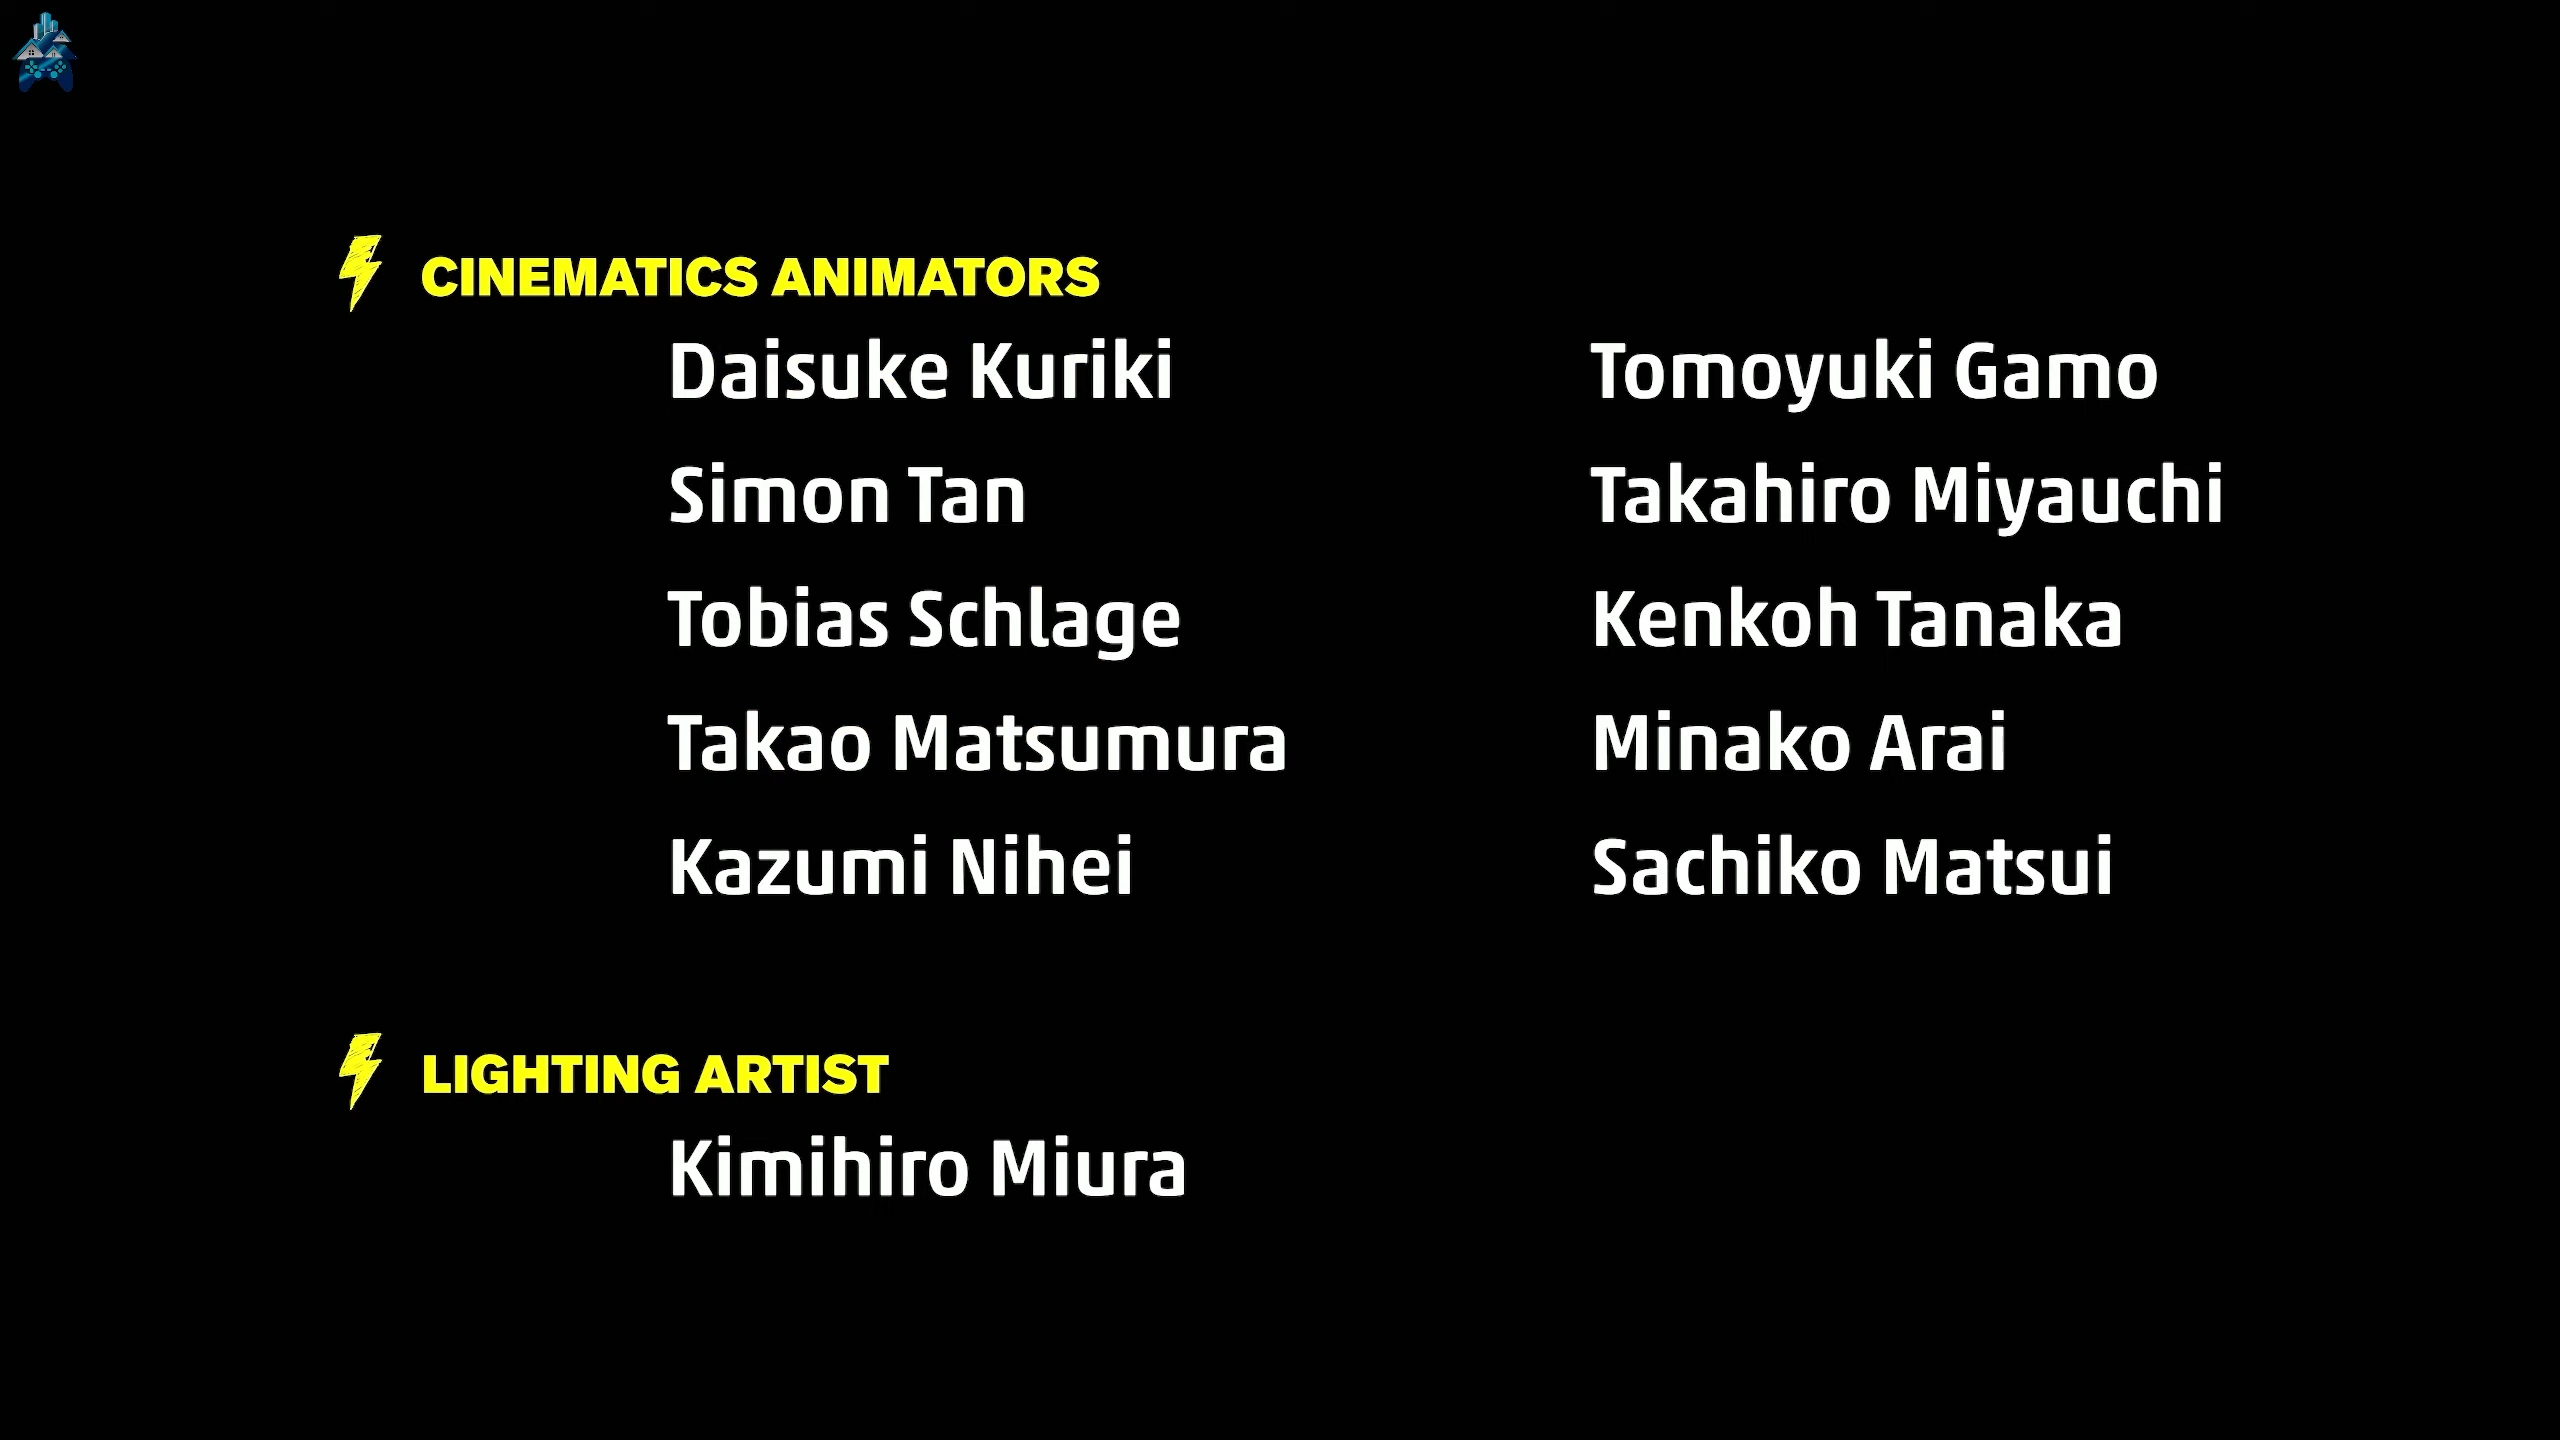 CINEMATICS ANIMATORS
Daisuke Kuriki Tomoyuki Gamo
Simon Tan Takahiro Miyauchi
Tobias Schlage Kenkoh Tanaka
Takao Matsumura Minako Arai
Kazumi Nihei Sachiko Matsui
LIGHTING ARTIST
Kimihiro Miura